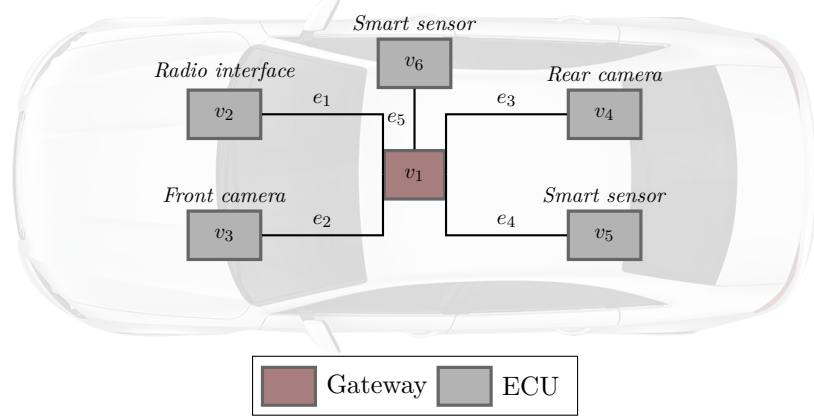 Smart sensor
v6
Radio interface
Rear camera
v2
e1
e5
e3
v4
v1
Front camera
Smart sensor
v3
e2
e4
v5
Gateway
ECU